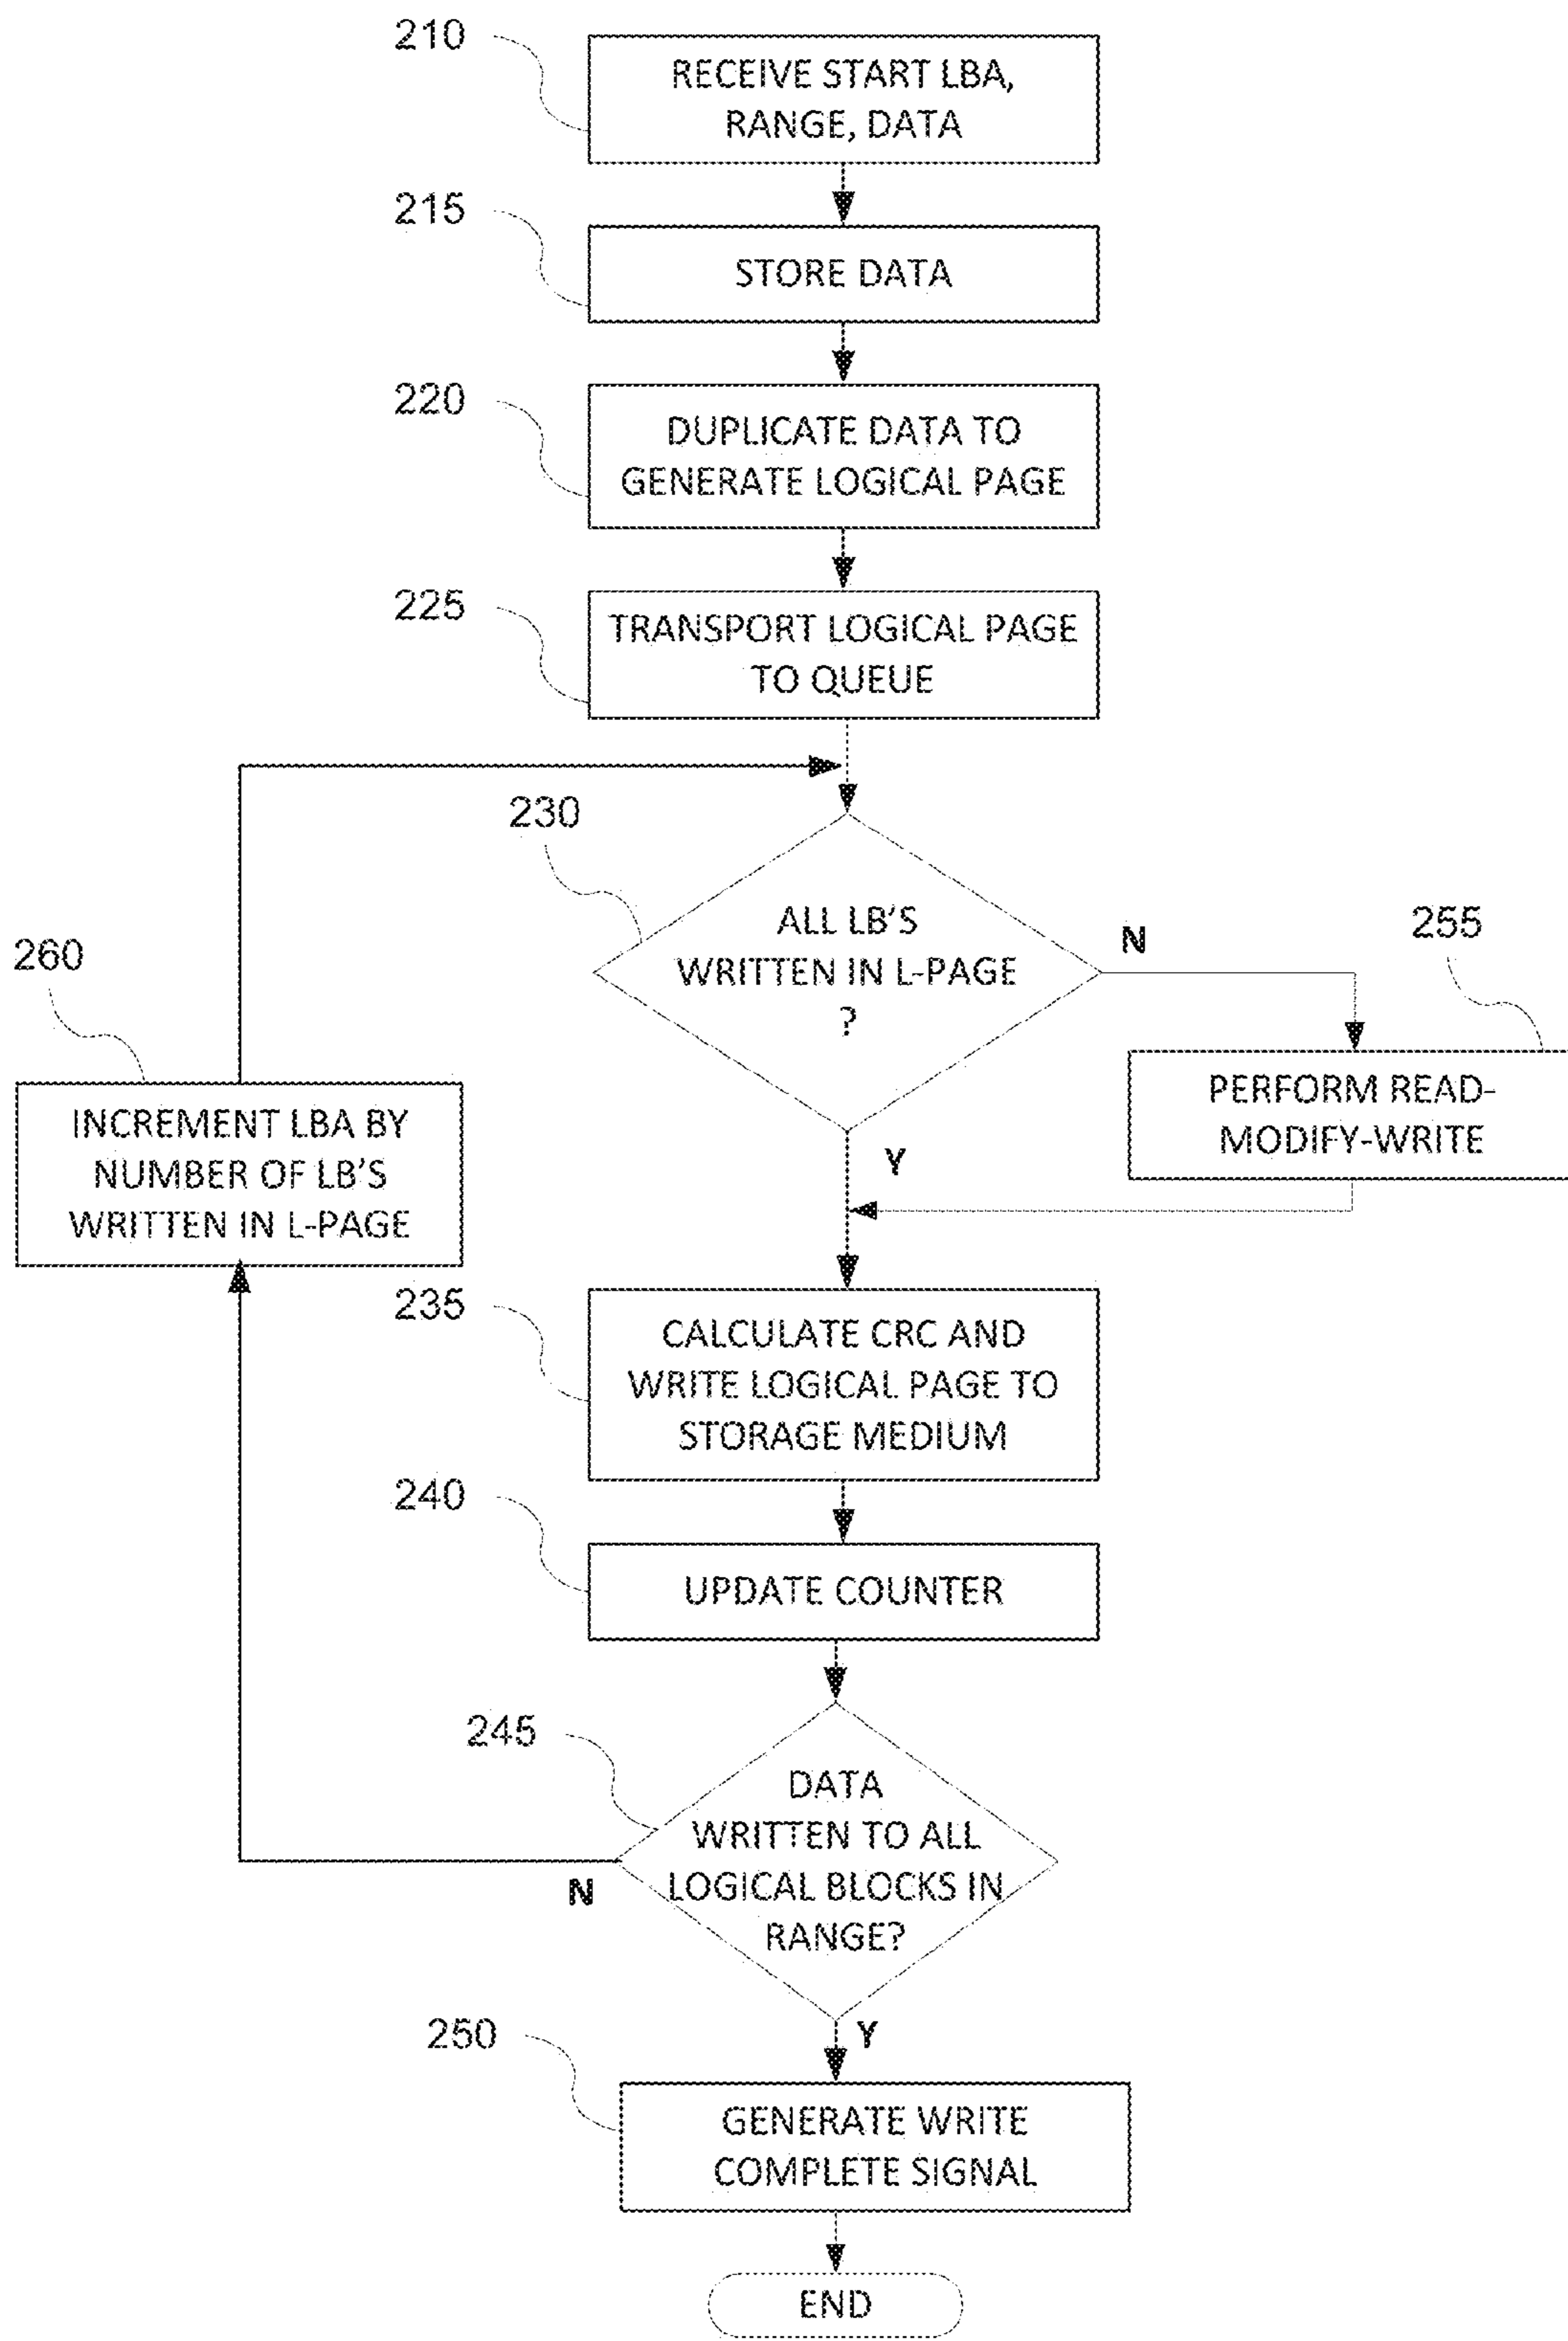 210
RECEIVE START LBA,
RANGE, DATA
215
STORE DATA
220
DUPLICATE DATA TO
GENERATE LOGICAL PAGE
225
TRANSPORT LOGICAL PAGE
TO QUEUE
230
ALL LB'S
WRITTEN IN L-PAGE
?
N
255
PERFORM READ-
MODIFY-WRITE
260
INCREMENT LBA BY
NUMBER OF LB'S
WRITTEN IN L-PAGE
Y
235
CALCULATE CRC AND
WRITE LOGICAL PAGE TO
STORAGE MEDIUM
240
UPDATE COUNTER
245
DATA
WRITTEN TO ALL
LOGICAL BLOCKS IN
RANGE?
N
Y
250
GENERATE WRITE
COMPLETE SIGNAL
END